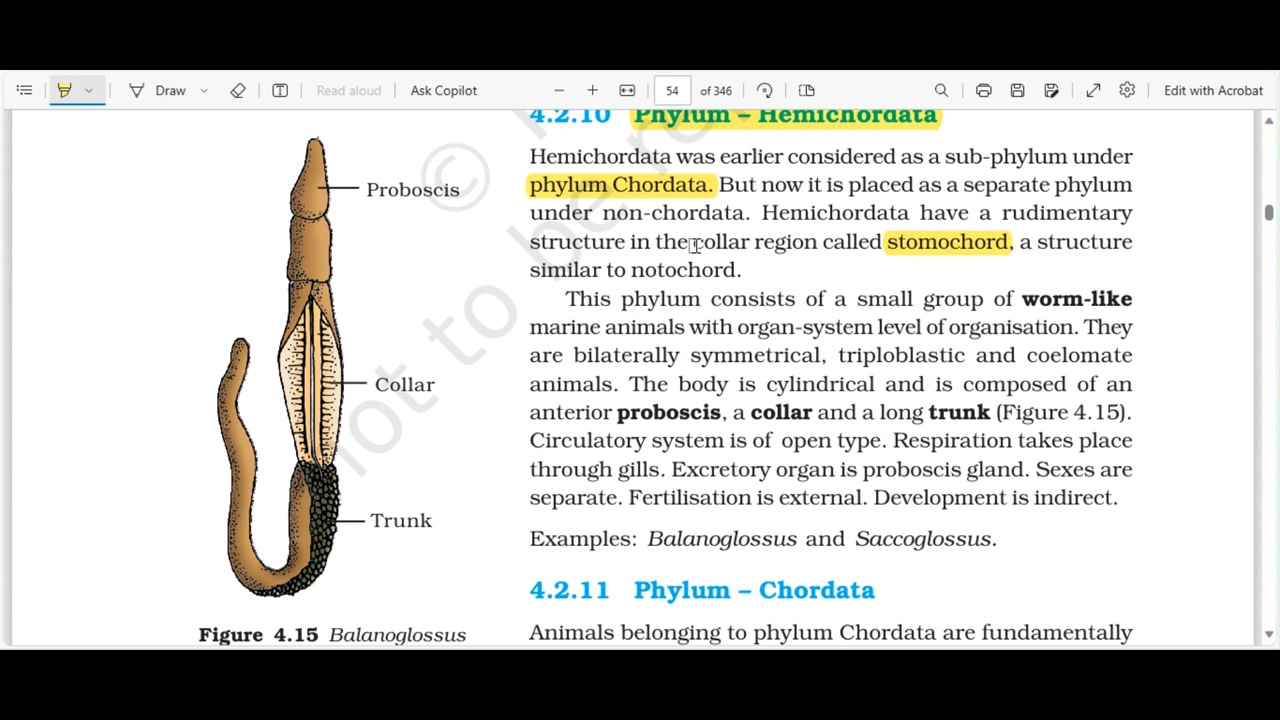 Read aloud
Draw
Ask Copilot
54 of 346
Edit with Acrobat
Proboscis
Collar
Trunk
Figure 4.15 Balanoglossus
4.2.10 Phylum – Hemichordata
Hemichordata was earlier considered as a sub-phylum under
phylum Chordata. But now it is placed as a separate phylum
under non-chordata. Hemichordata have a rudimentary
structure in the collar region called stomochord, a structure
similar to notochord.
This phylum consists of a small group of worm-like
marine animals with organ-system level of organisation. They
are bilaterally symmetrical, triploblastic and coelomate
animals. The body is cylindrical and is composed of an
anterior proboscis, a collar and a long trunk (Figure 4.15).
Circulatory system is of open type. Respiration takes place
through gills. Excretory organ is proboscis gland. Sexes are
separate. Fertilisation is external. Development is indirect.
Examples: Balanoglossus and Saccoglossus.
4.2.11 Phylum – Chordata
Animals belonging to phylum Chordata are fundamentally
© 
not to be re